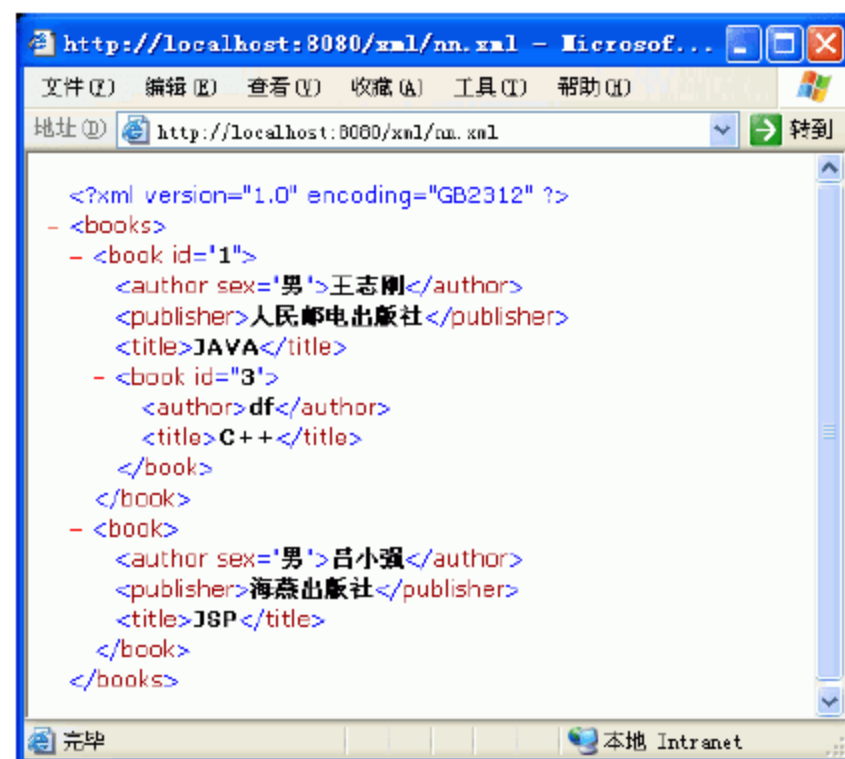 http://localhost:8080/xml/nn.xml - Microsof...
文件(F) 编辑(E) 查看(V) 收藏(A) 工具(T) 帮助(H)
地址(D) http://localhost:8080/xml/nn.xml 转到
<?xml version="1.0" encoding="GB2312" ?>
- <books>
- <book id="1">
<author sex="男">王志刚</author>
<publisher>人民邮电出版社</publisher>
<title>JAVA</title>
- <book id="3">
<author>df</author>
<title>C++</title>
</book>
</book>
- <book>
<author sex="男">吕小强</author>
<publisher>海燕出版社</publisher>
<title>JSP</title>
</book>
</books>
完毕 本地 Intranet